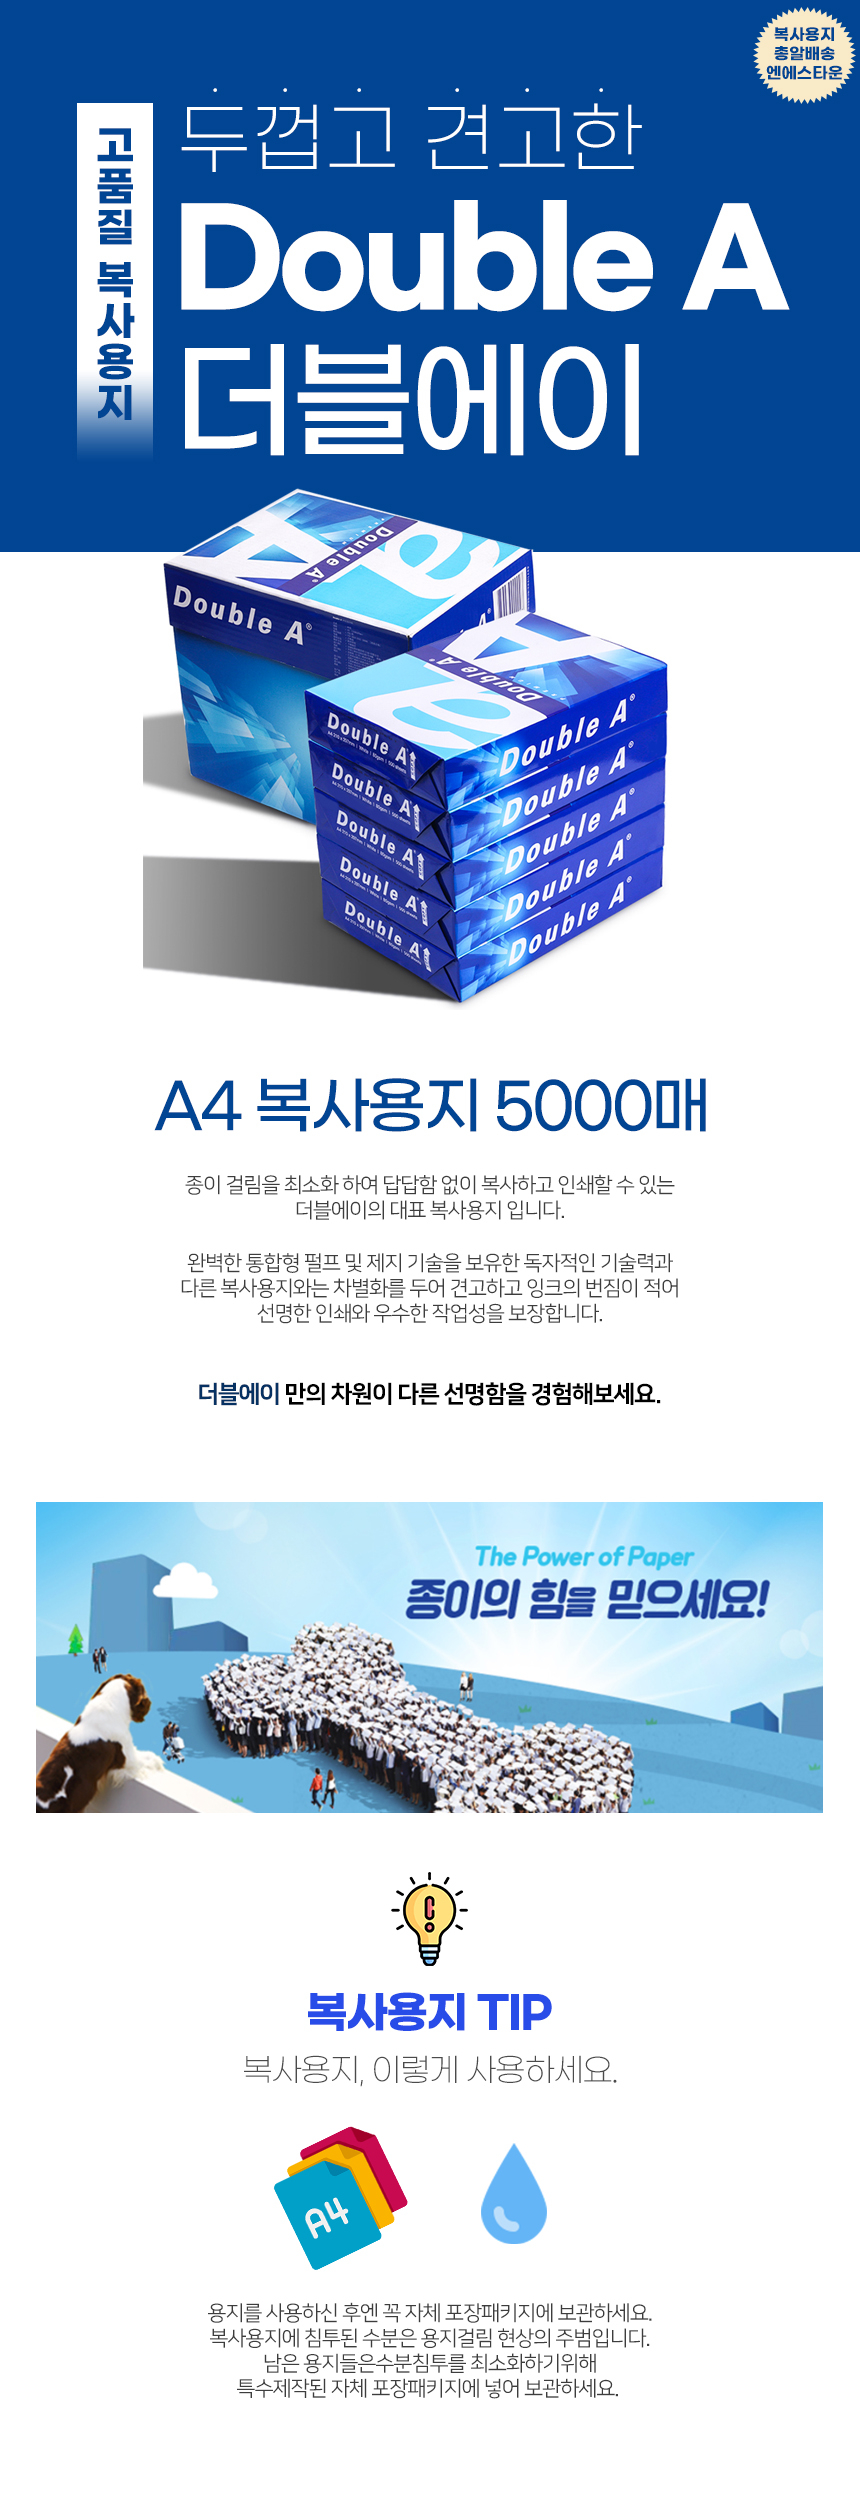 복사용지
총알배송
엔에스타운
고품질 복사용지
두껍고 견고한
Double A
더블에이
Double A
Double A®
Double A
Double A®
Double A®
Double A®
Double A®
Double A®
Double A
Double A
Double A
Double A
Double A
A4 복사용지 5000매
종이 걸림을 최소화 하여 답답함 없이 복사하고 인쇄할 수 있는
더블에이의 대표 복사용지 입니다.
완벽한 통합형 펄프 및 제지 기술을 보유한 독자적인 기술력과
다른 복사용지와는 차별화를 두어 견고하고 잉크의 번짐이 적어
선명한 인쇄와 우수한 작업성을 보장합니다.
더블에이 만의 차원이 다른 선명함을 경험해보세요.
The Power of Paper
종이의 힘을 믿으세요!
복사용지 TIP
복사용지, 이렇게 사용하세요.
A4
용지를 사용하신 후엔 꼭 자체 포장패키지에 보관하세요.
복사용지에 침투된 수분은 용지걸림 현상의 주범입니다.
남은 용지들은수분침투를 최소화하기위해
특수제작된 자체 포장패키지에 넣어 보관하세요.